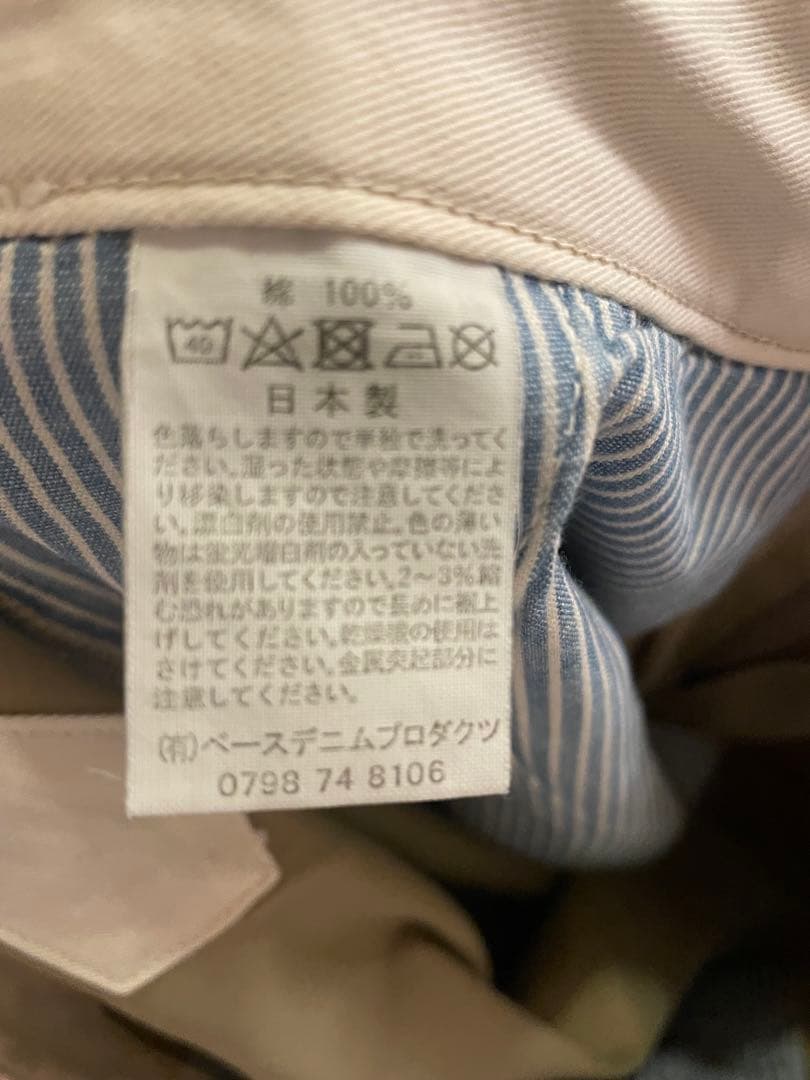 綿 100%
40
日本製
色落ちしますので単独で洗ってく
ださい。湿った状態や摩擦等によ
り移染しますので注意してくださ
い。漂白剤の使用禁止。色の薄い
物は蛍光増白剤の入っていない洗
剤を使用してください。2～3%縮
む恐れがありますので長めに裾上
げしてください。乾燥機の使用は
さけてください。金属突起部分に
注意してください。
(有)ベースデニムプロダクツ
0798 74 8106